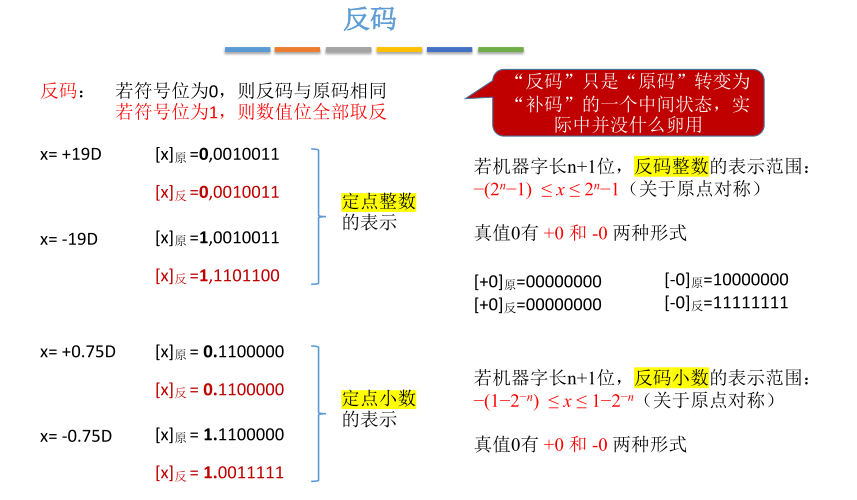 反码
反码： 若符号位为0，则反码与原码相同
若符号位为1，则数值位全部取反
“反码”只是“原码”转变为
“补码”的一个中间状态，实
际中并没什么卵用
x= +19D [x]原 =0,0010011
[x]反 =0,0010011
x= -19D [x]原 =1,0010011
[x]反 =1,1101100
定点整数
的表示
若机器字长n+1位，反码整数的表示范围：
−(2ⁿ−1) ≤ x ≤ 2ⁿ−1（关于原点对称）
真值0有 +0 和 -0 两种形式
[+0]原=00000000 [-0]原=10000000
[+0]反=00000000 [-0]反=11111111
x= +0.75D [x]原 = 0.1100000
[x]反 = 0.1100000
x= -0.75D [x]原 = 1.1100000
[x]反 = 1.0011111
定点小数
的表示
若机器字长n+1位，反码小数的表示范围：
−(1−2⁻ⁿ) ≤ x ≤ 1−2⁻ⁿ（关于原点对称）
真值0有 +0 和 -0 两种形式